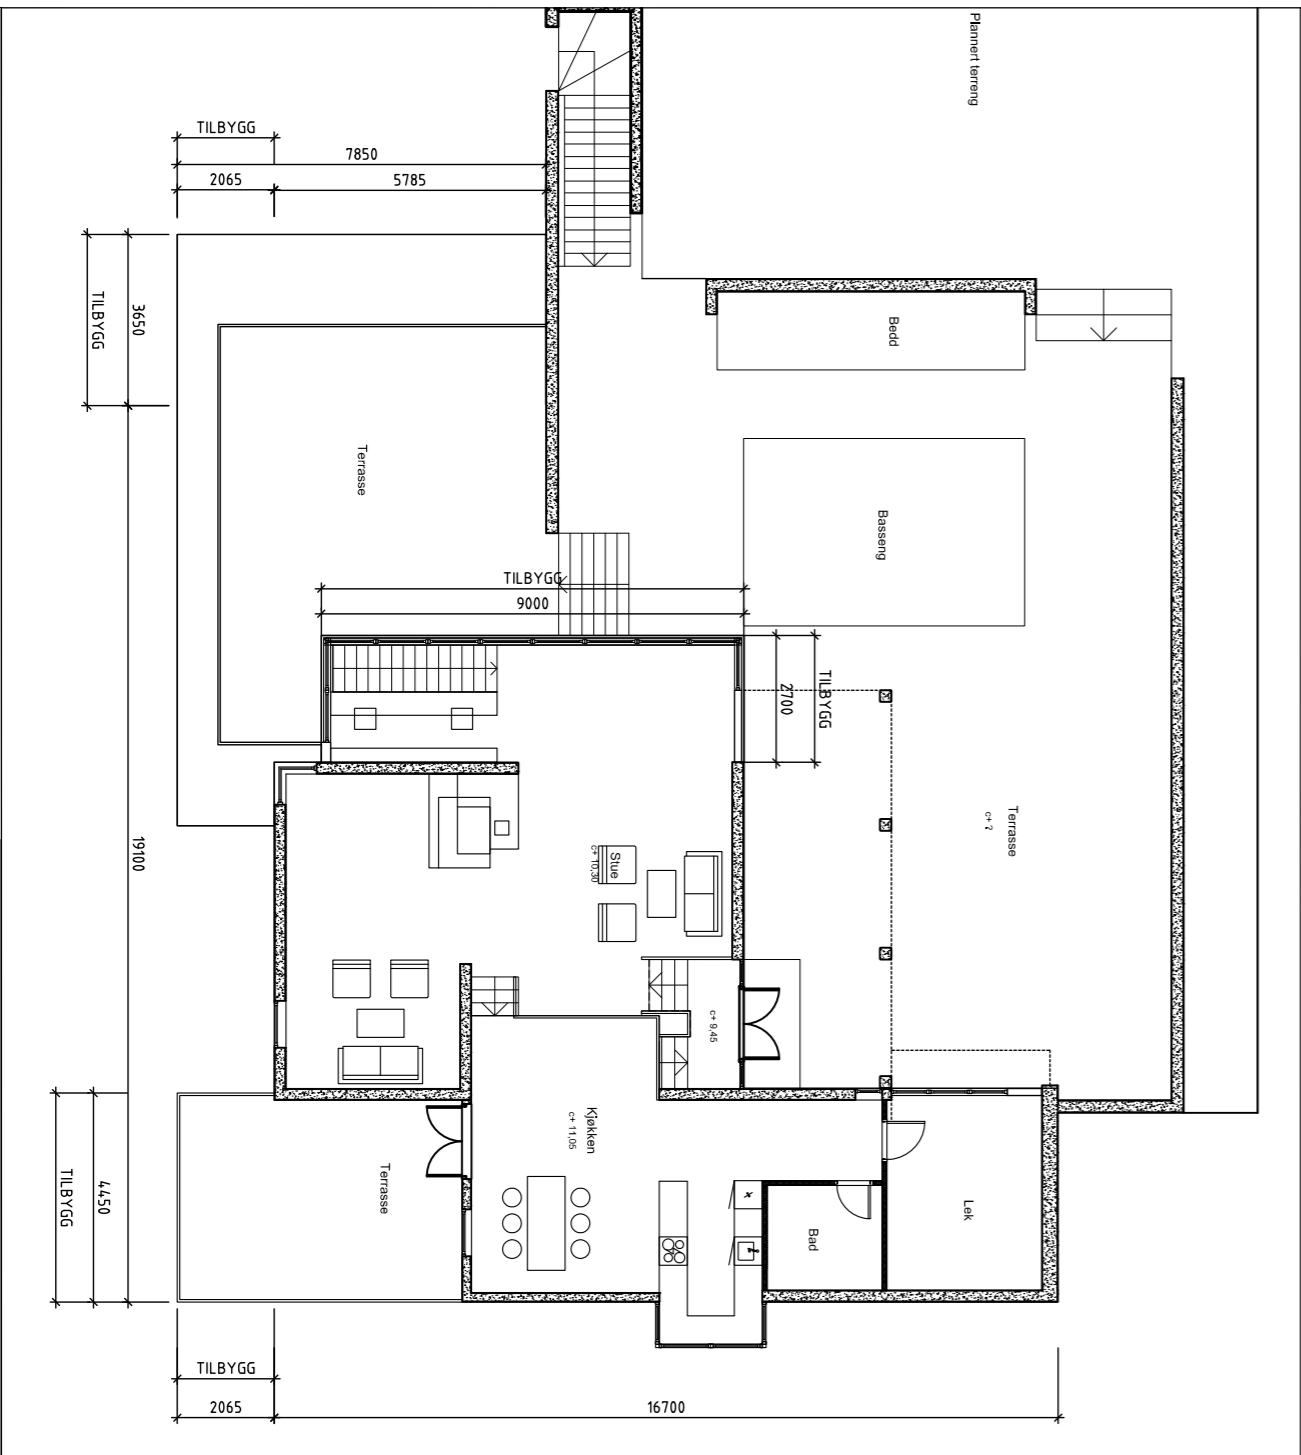 Plannert terreng
TILBYGG
7850
2065
5785
3650
TILBYGG
Bedd
Terrasse
Basseng
TILBYGG
9000
TILBYGG
2700
Terrasse
c+ ?
19100
Stue
c+ 10,30
c+ 9,45
Kjøkken
c+ 11,05
Terrasse
4450
TILBYGG
Lek
Bad
TILBYGG
2065
16700